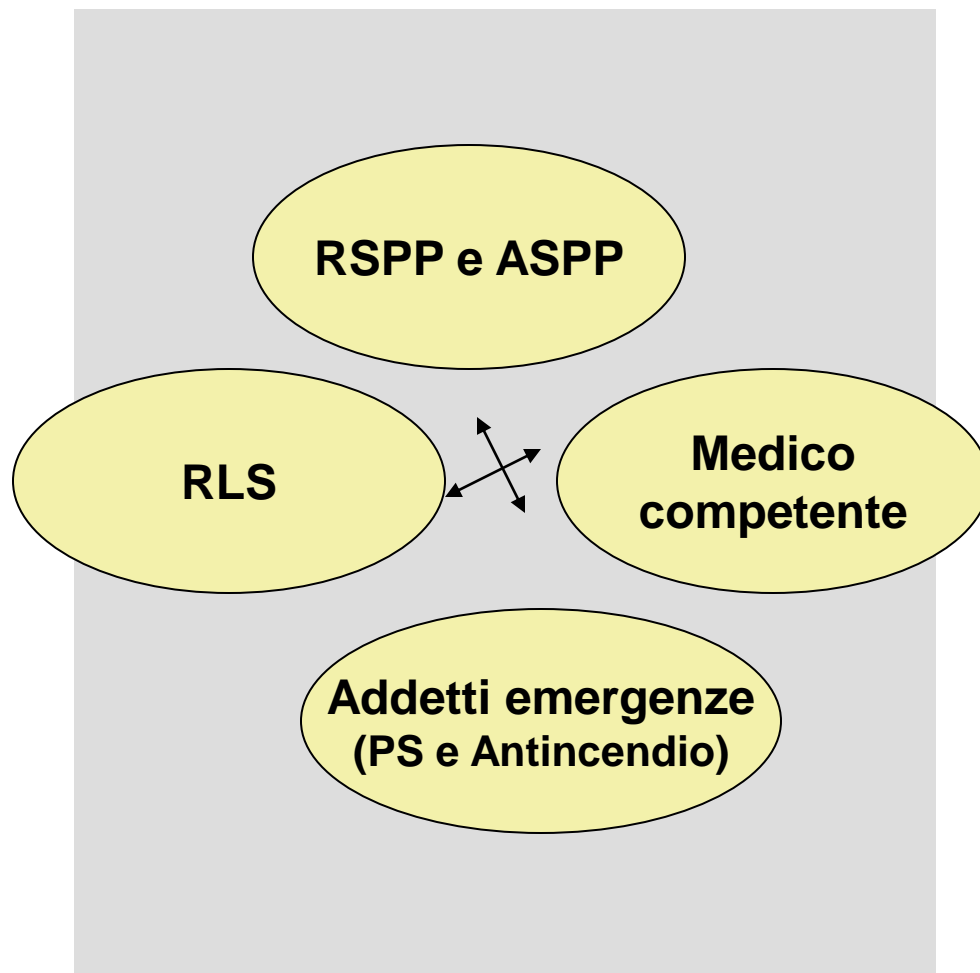 RSPP e ASPP
RLS
Medico
competente
Addetti emergenze
(PS e Antincendio)